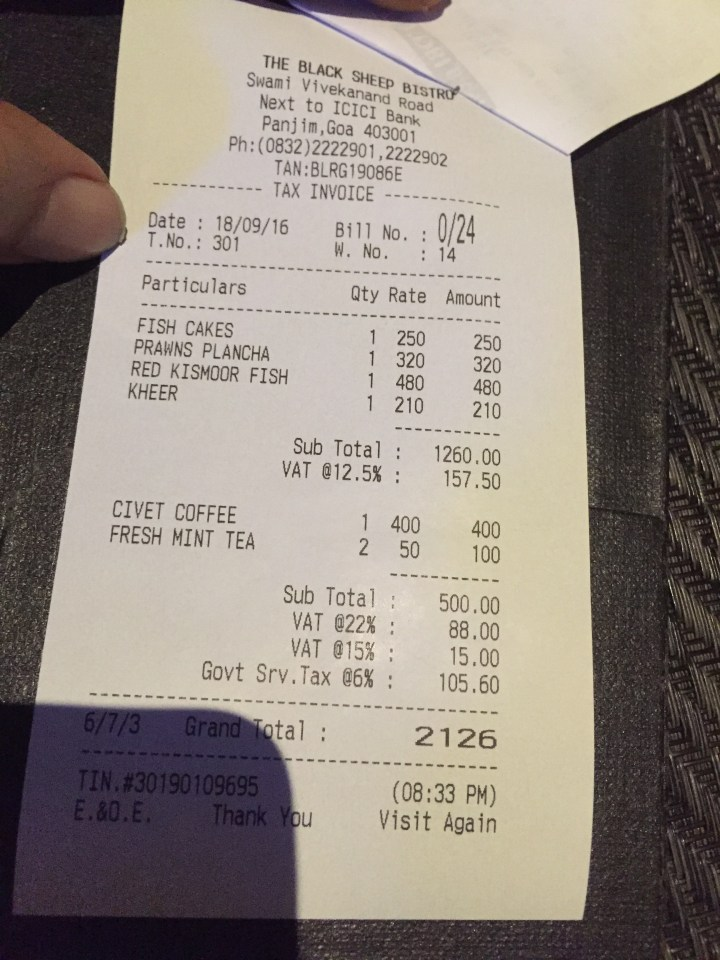 THE BLACK SHEEP BISTRO
Swami Vivekanand Road
Next to ICICI Bank
Panjim,Goa 403001
Ph:(0832)2222901,2222902
TAN:BLRG19086E
------------ TAX INVOICE ------------
Date : 18/09/16 Bill No. : 0/24
T.No.: 301 W. No. : 14
Particulars Qty Rate Amount
FISH CAKES 1 250 250
PRAWNS PLANCHA 1 320 320
RED KISMOOR FISH 1 480 480
KHEER 1 210 210
Sub Total : 1260.00
VAT @12.5% : 157.50
CIVET COFFEE 1 400 400
FRESH MINT TEA 2 50 100
Sub Total : 500.00
VAT @22% : 88.00
VAT @15% : 15.00
Govt Srv.Tax @6% : 105.60
6/7/3 Grand Total : 2126
TIN.#30190109695 (08:33 PM)
E.&O.E. Thank You Visit Again